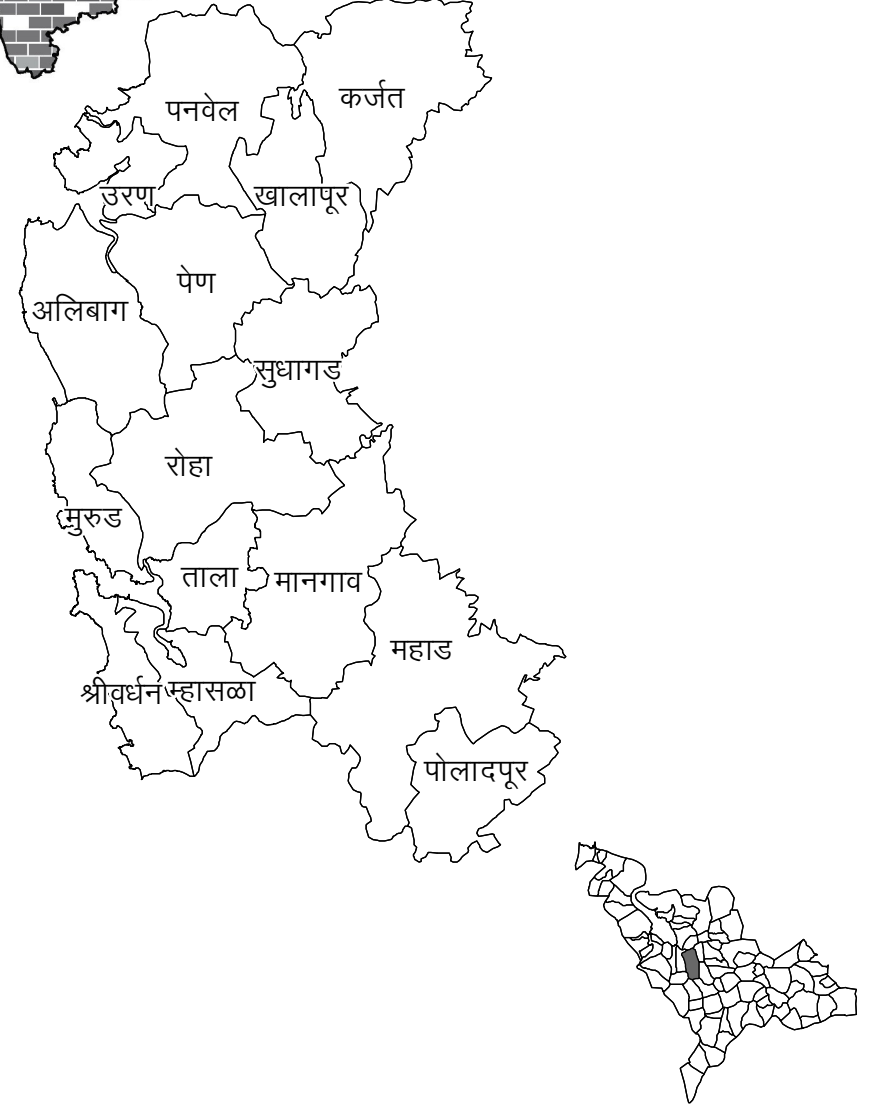 कर्जत
पनवेल
उरण
खालापूर
पेण
अलिबाग
सुधागड
रोहा
मुरुड
ताला
मानगाव
महाड
श्रीवर्धन
म्हासळा
पोलादपूर